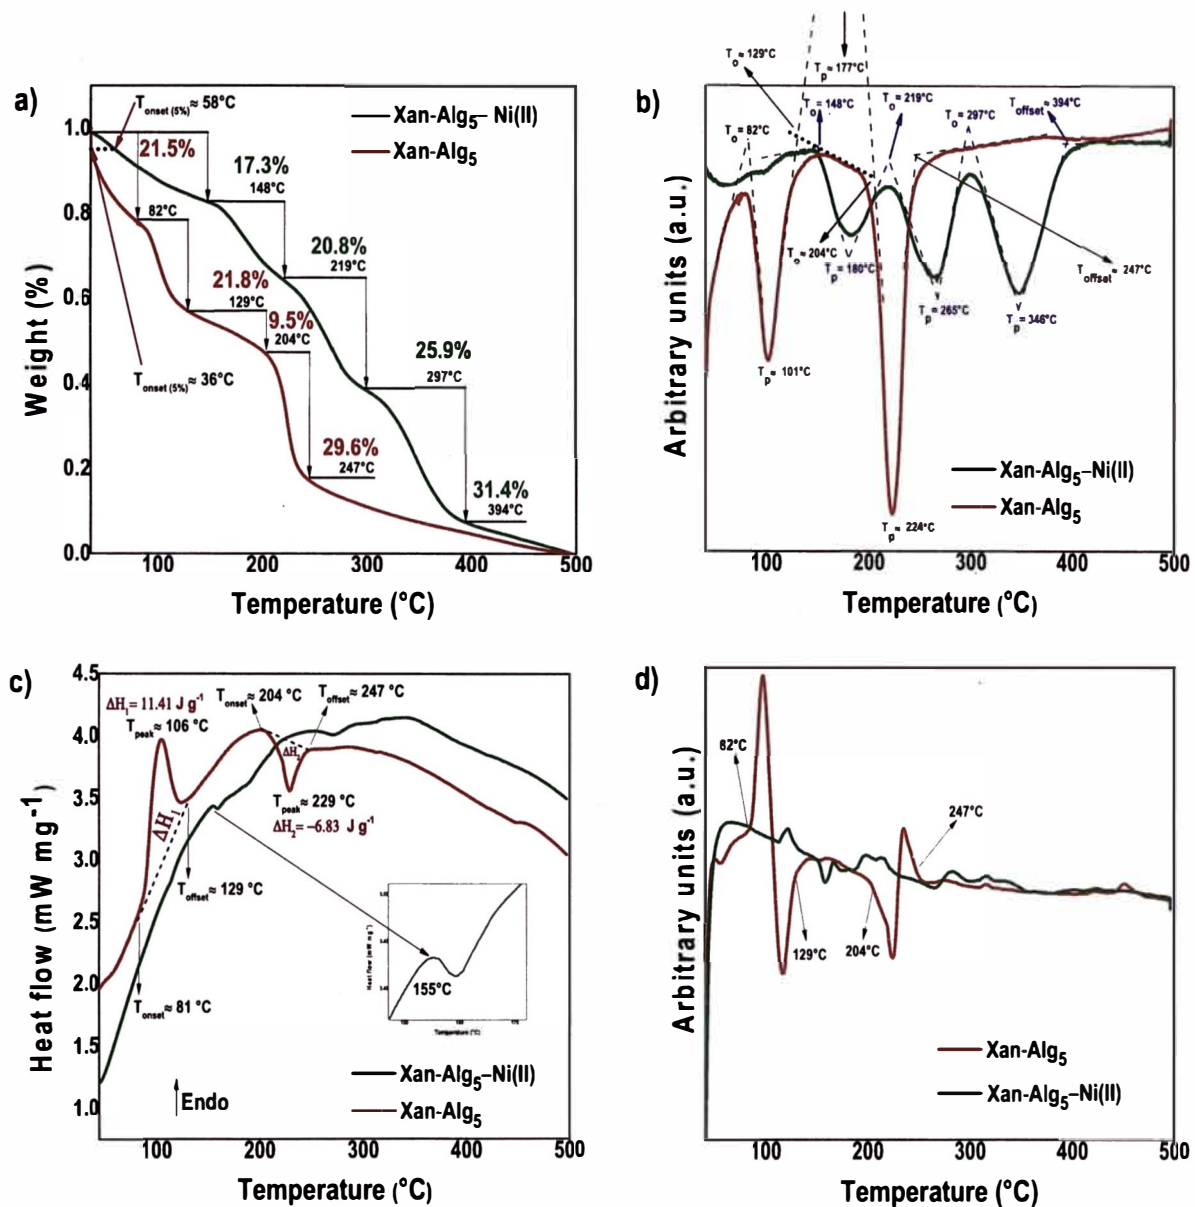 a)
T onset (5%) ≈ 58°C
Xan-Alg5– Ni(II)
Xan-Alg5
1.0
0.8
0.6
0.4
0.2
0.0
21.5%
82°C
17.3%
148°C
20.8%
219°C
21.8%
129°C
9.5%
204°C
25.9%
297°C
T onset (5%) ≈ 36°C
29.6%
247°C
31.4%
394°C
Weight (%)
100
200
300
400
500
Temperature (°C)
b)
To ≈ 129°C
Tp ≈ 177°C
To = 82°C
To = 148°C
To = 219°C
To = 297°C
Toffset ≈ 394°C
To ≈ 204°C
Tp = 180°C
Tp = 265°C
Tp = 346°C
Toffset ≈ 247°C
Tp ≈ 101°C
Tp ≈ 224°C
Xan-Alg5–Ni(II)
Xan-Alg5
Arbitrary units (a.u.)
100
200
300
400
500
Temperature (°C)
c)
4.5
4.0
3.5
3.0
2.5
2.0
1.5
1.0
ΔH1= 11.41 J g-1
Tpeak ≈ 106 °C
Tonset ≈ 204 °C
Toffset ≈ 247 °C
ΔH2
Tpeak ≈ 229 °C
ΔH2= –6.83 J g-1
ΔH1
Toffset ≈ 129 °C
Tonset ≈ 81 °C
155°C
Heat flow (mW mg-1)
Temperature (°C)
Endo
Xan-Alg5–Ni(II)
Xan-Alg5
Heat flow (mW mg-1)
100
200
300
400
500
Temperature (°C)
d)
82°C
247°C
129°C
204°C
Xan-Alg5
Xan-Alg5–Ni(II)
Arbitrary units (a.u.)
100
200
300
400
500
Temperature (°C)